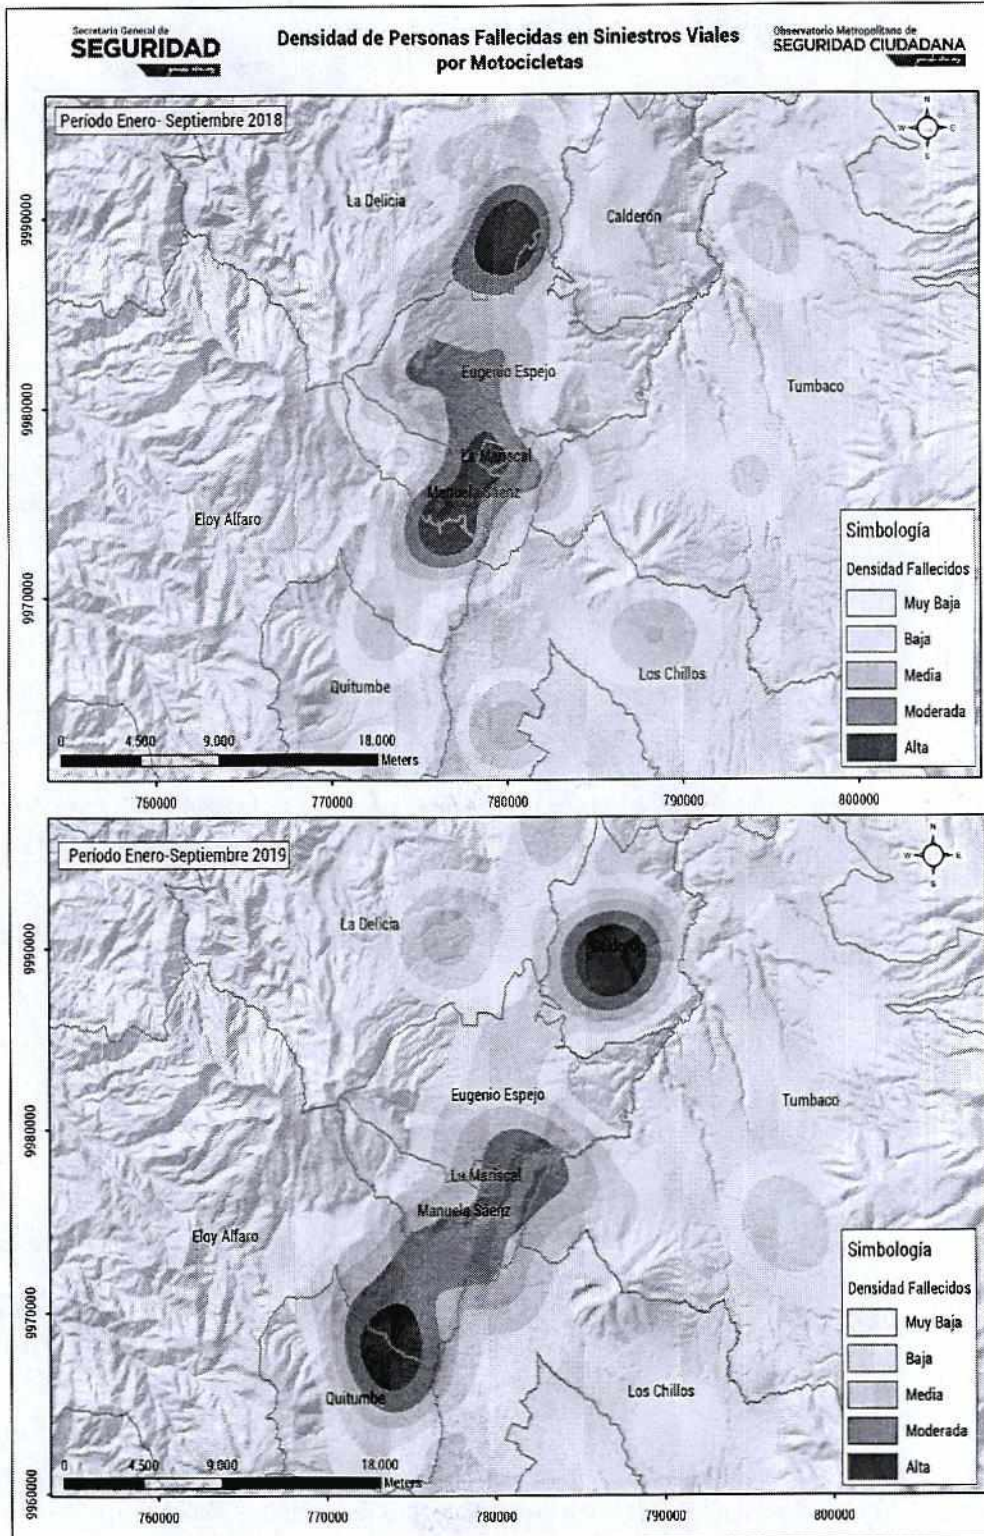 Secretaría General de
SEGURIDAD
Densidad de Personas Fallecidas en Siniestros Viales
por Motocicletas
Observatorio Metropolitano de
SEGURIDAD CIUDADANA
Período Enero- Septiembre 2018
N
W
E
S
La Delicia
Calderón
Eugenio Espejo
Tumbaco
La Mariscal
Manuela Sáenz
Eloy Alfaro
Los Chillos
Quitumbe
9990000
9980000
9970000
Simbología
Densidad Fallecidos
Muy Baja
Baja
Media
Moderada
Alta
0 4.500 9.000 18.000
Meters
760000 770000 780000 790000 800000
Período Enero-Septiembre 2019
N
W
E
S
La Delicia
Eugenio Espejo
Tumbaco
La Mariscal
Manuela Sáenz
Eloy Alfaro
Los Chillos
Quitumbe
9990000
9980000
9970000
9960000
Simbología
Densidad Fallecidos
Muy Baja
Baja
Media
Moderada
Alta
0 4.500 9.000 18.000
Meters
760000 770000 780000 790000 800000